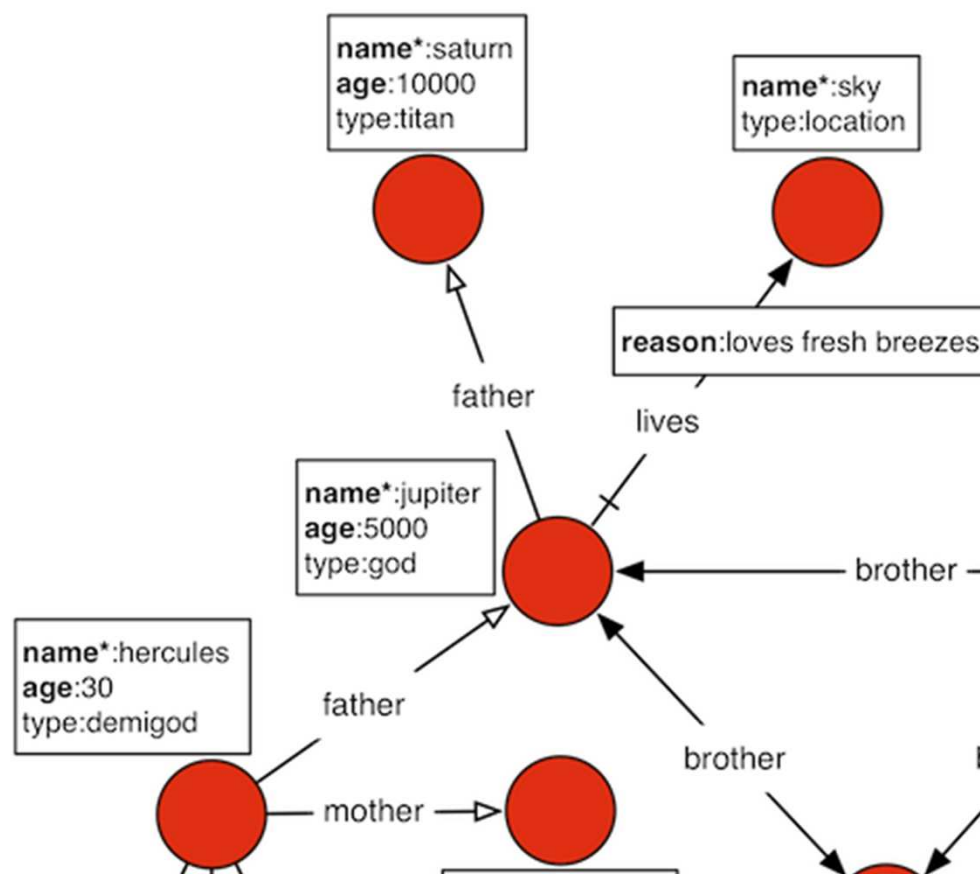 name*:saturn
age:10000
type:titan
name*:sky
type:location
reason:loves fresh breezes
father
lives
name*:jupiter
age:5000
type:god
brother
name*:hercules
age:30
type:demigod
father
brother
mother